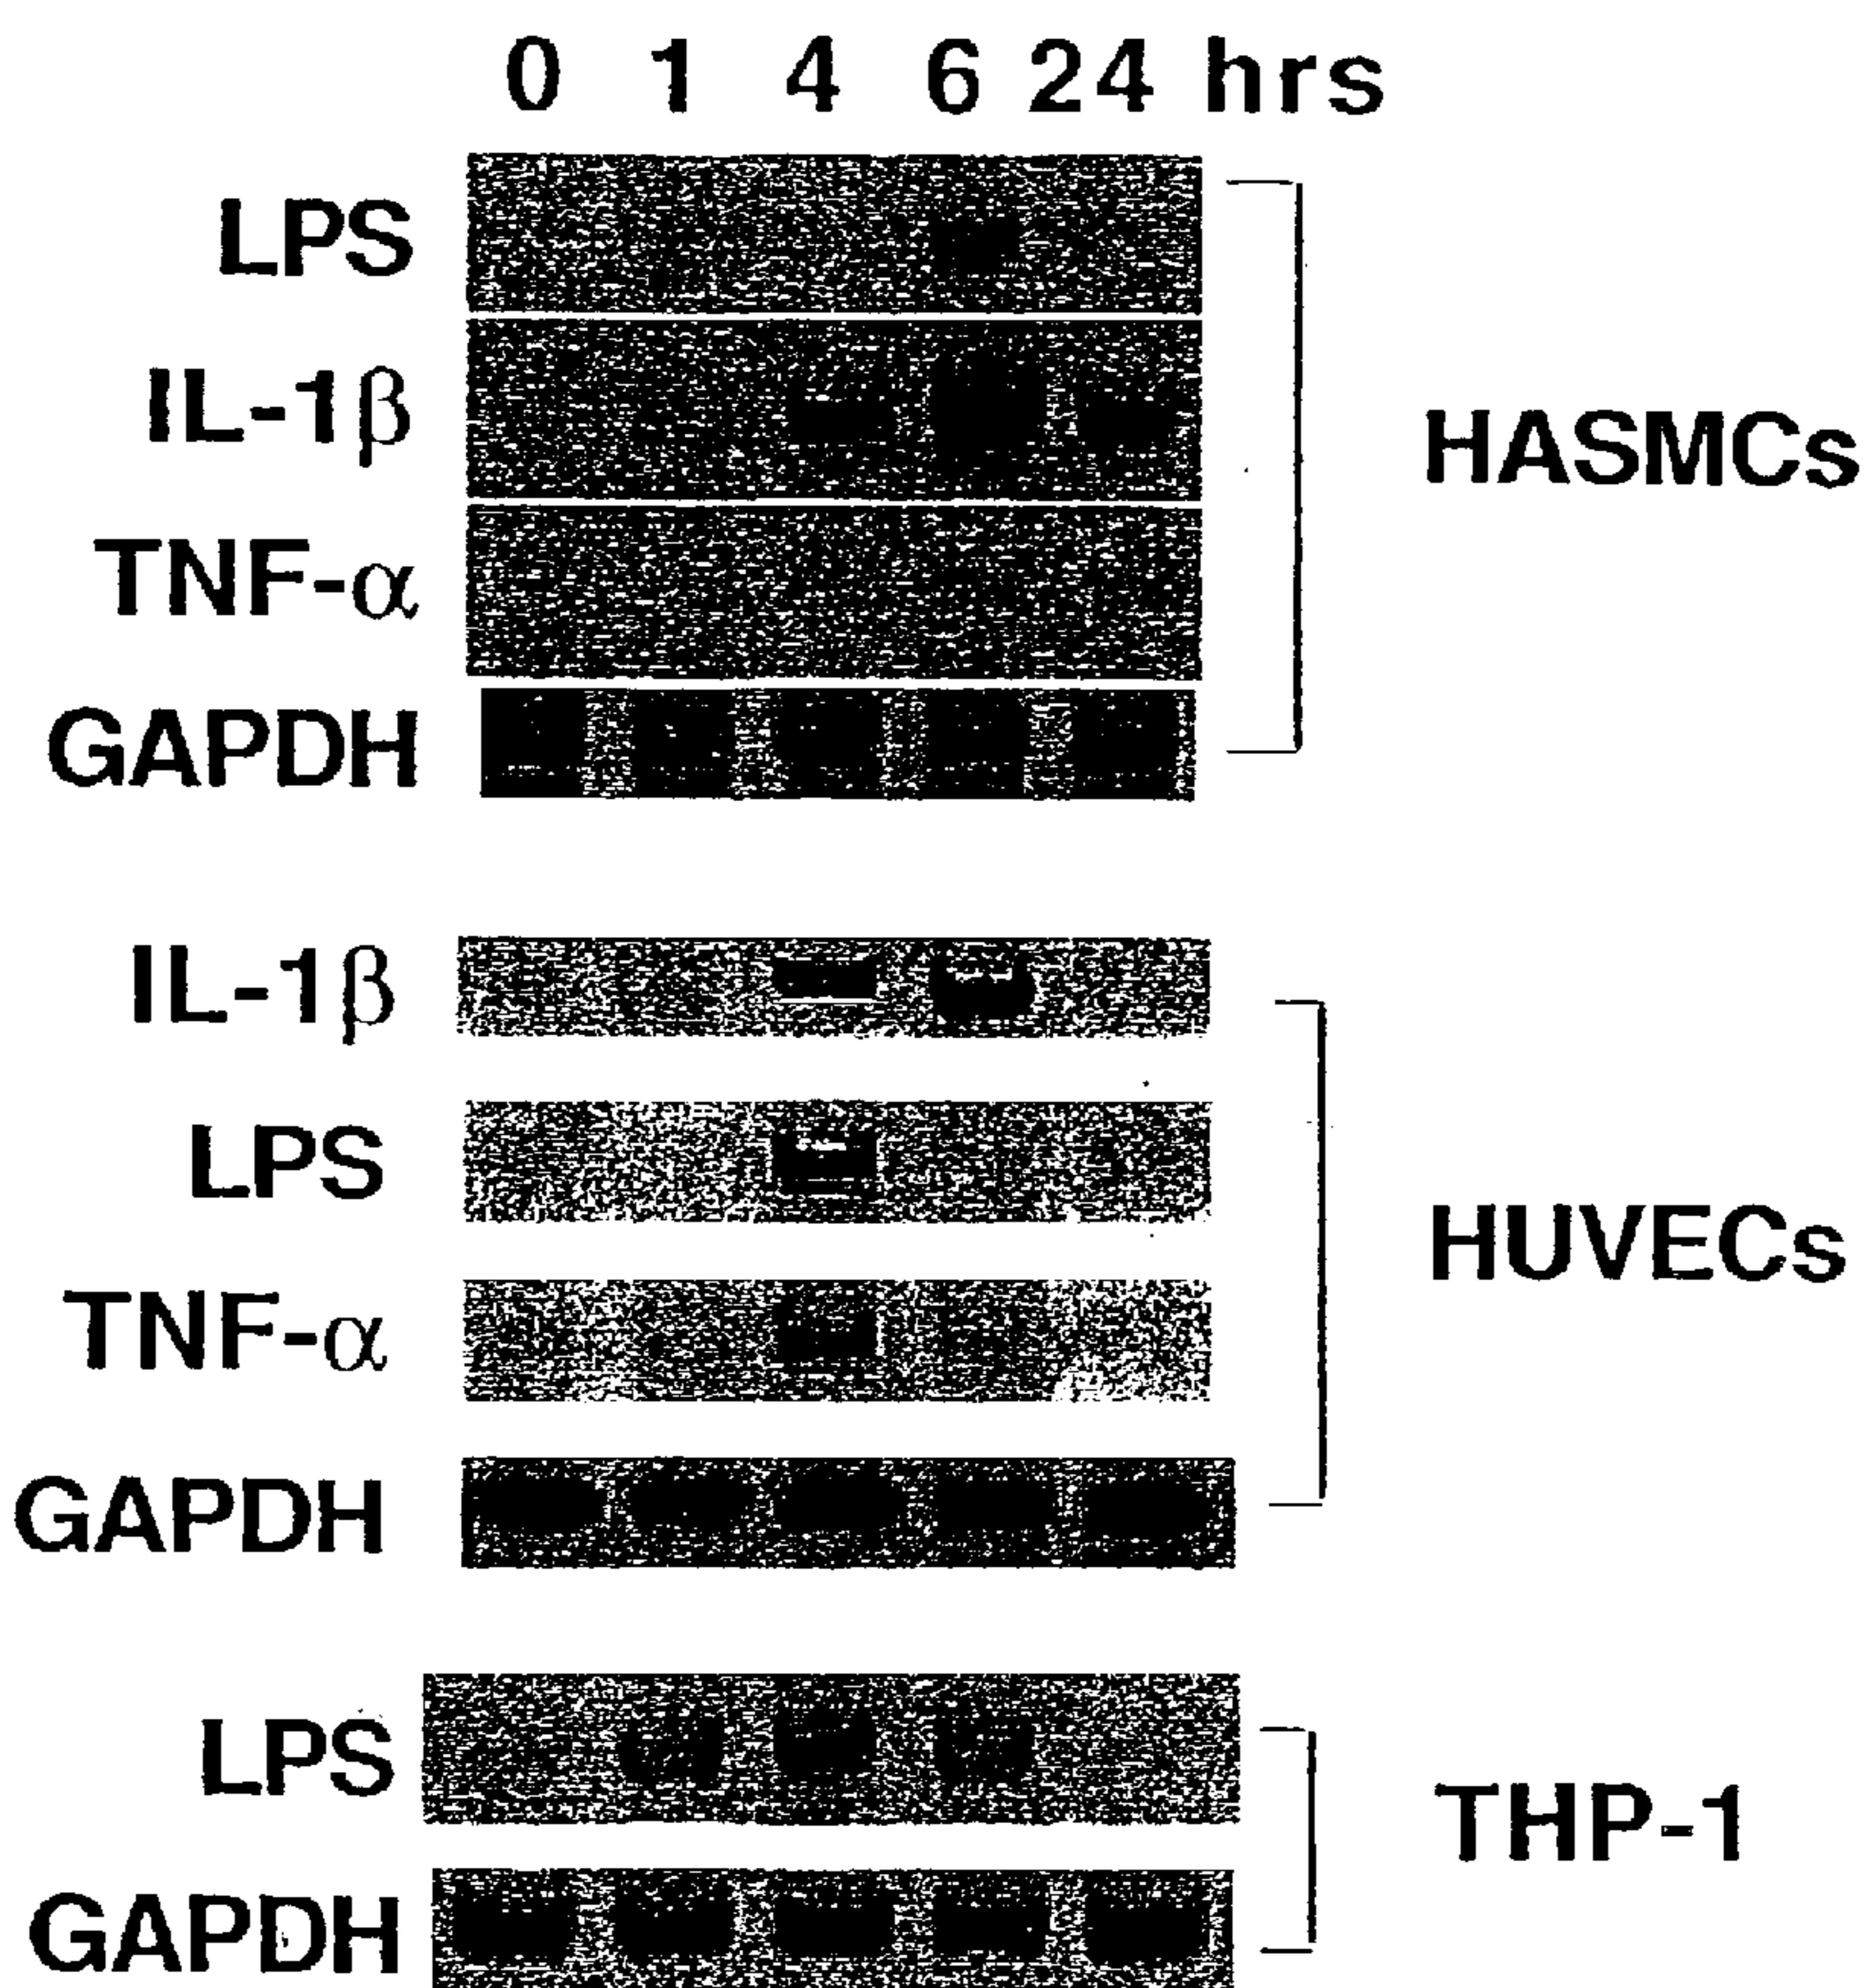 0 1 4 6 24 hrs
LPS
IL-1β
HASMCs
TNF-α
GAPDH
IL-1β
LPS
HUVECs
TNF-α
GAPDH
LPS
THP-1
GAPDH